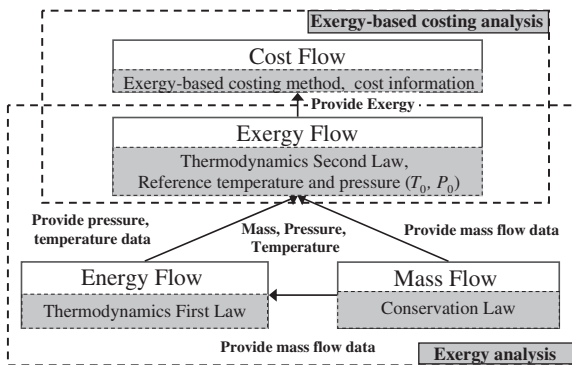 Exergy-based costing analysis
Cost Flow
Exergy-based costing method, cost information
Provide Exergy
Exergy Flow
Thermodynamics Second Law,
Reference temperature and pressure (T0, P0)
Provide pressure,
temperature data
Mass, Pressure,
Temperature
Provide mass flow data
Energy Flow
Thermodynamics First Law
Mass Flow
Conservation Law
Provide mass flow data
Exergy analysis